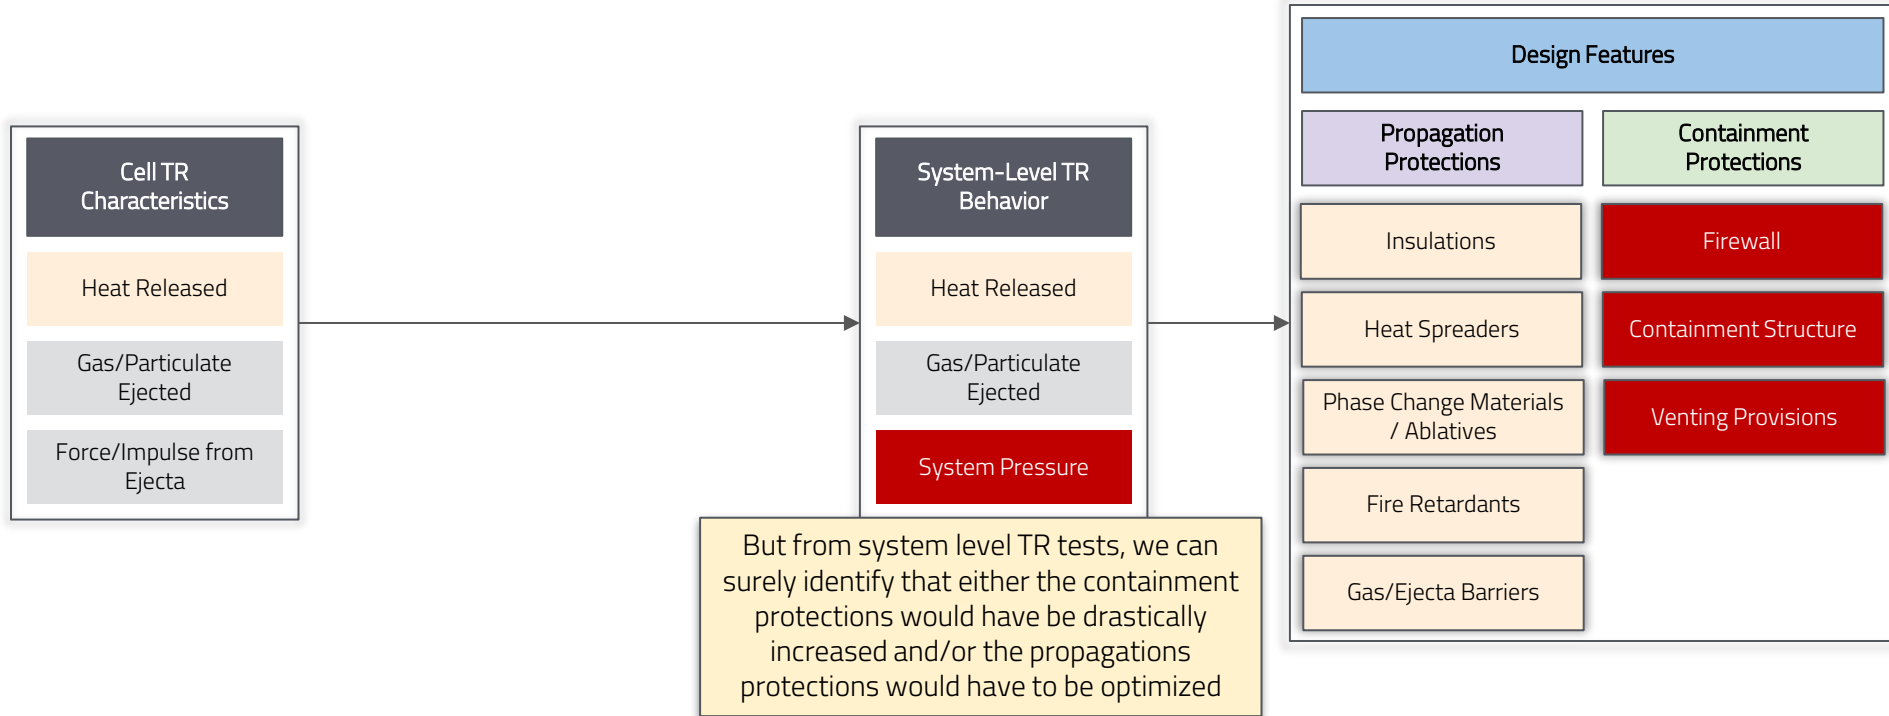 Cell TR
Characteristics
Heat Released
Gas/Particulate
Ejected
Force/Impulse from
Ejecta
System-Level TR
Behavior
Heat Released
Gas/Particulate
Ejected
System Pressure
But from system level TR tests, we can
surely identify that either the containment
protections would have be drastically
increased and/or the propagations
protections would have to be optimized
Design Features
Propagation
Protections
Insulations
Heat Spreaders
Phase Change Materials
/ Ablatives
Fire Retardants
Gas/Ejecta Barriers
Containment
Protections
Firewall
Containment Structure
Venting Provisions